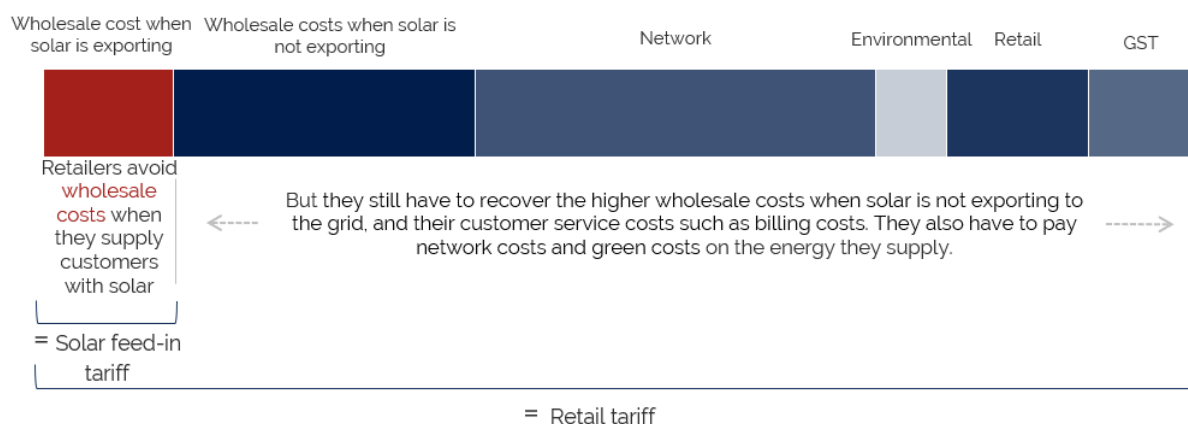 Wholesale cost when
solar is exporting
Wholesale costs when solar is
not exporting
Network
Environmental
Retail
GST
Retailers avoid
wholesale
costs when
they supply
customers
with solar
But they still have to recover the higher wholesale costs when solar is not exporting to
the grid, and their customer service costs such as billing costs. They also have to pay
network costs and green costs on the energy they supply.
= Solar feed-in
tariff
= Retail tariff